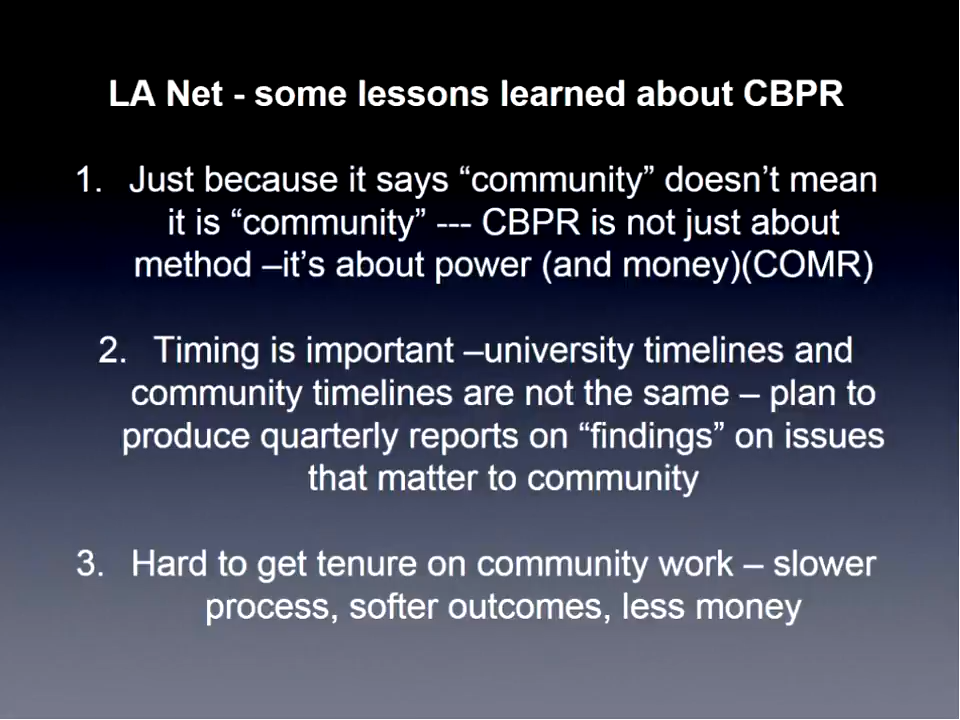 LA Net - some lessons learned about CBPR
1. Just because it says “community” doesn’t mean
it is “community” --- CBPR is not just about
method –it’s about power (and money)(COMR)
2. Timing is important –university timelines and
community timelines are not the same – plan to
produce quarterly reports on “findings” on issues
that matter to community
3. Hard to get tenure on community work – slower
process, softer outcomes, less money